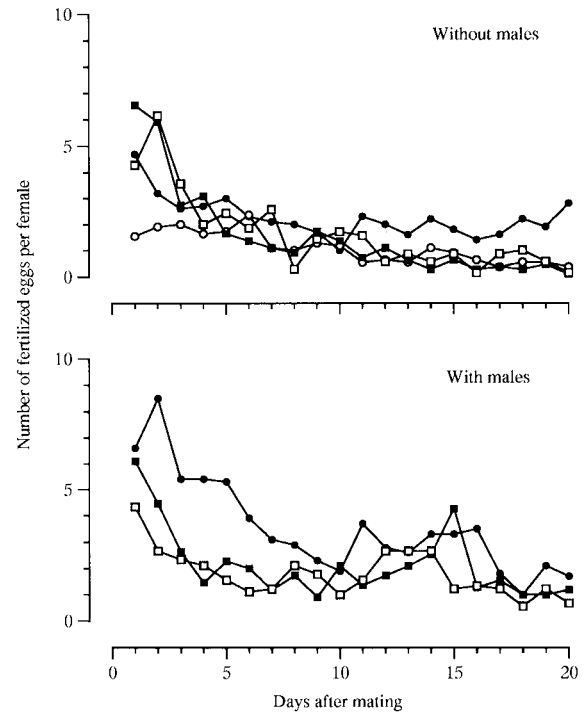 10
Without males
5
0
Number of fertilized eggs per female
10
With males
5
0
0 5 10 15 20
Days after mating